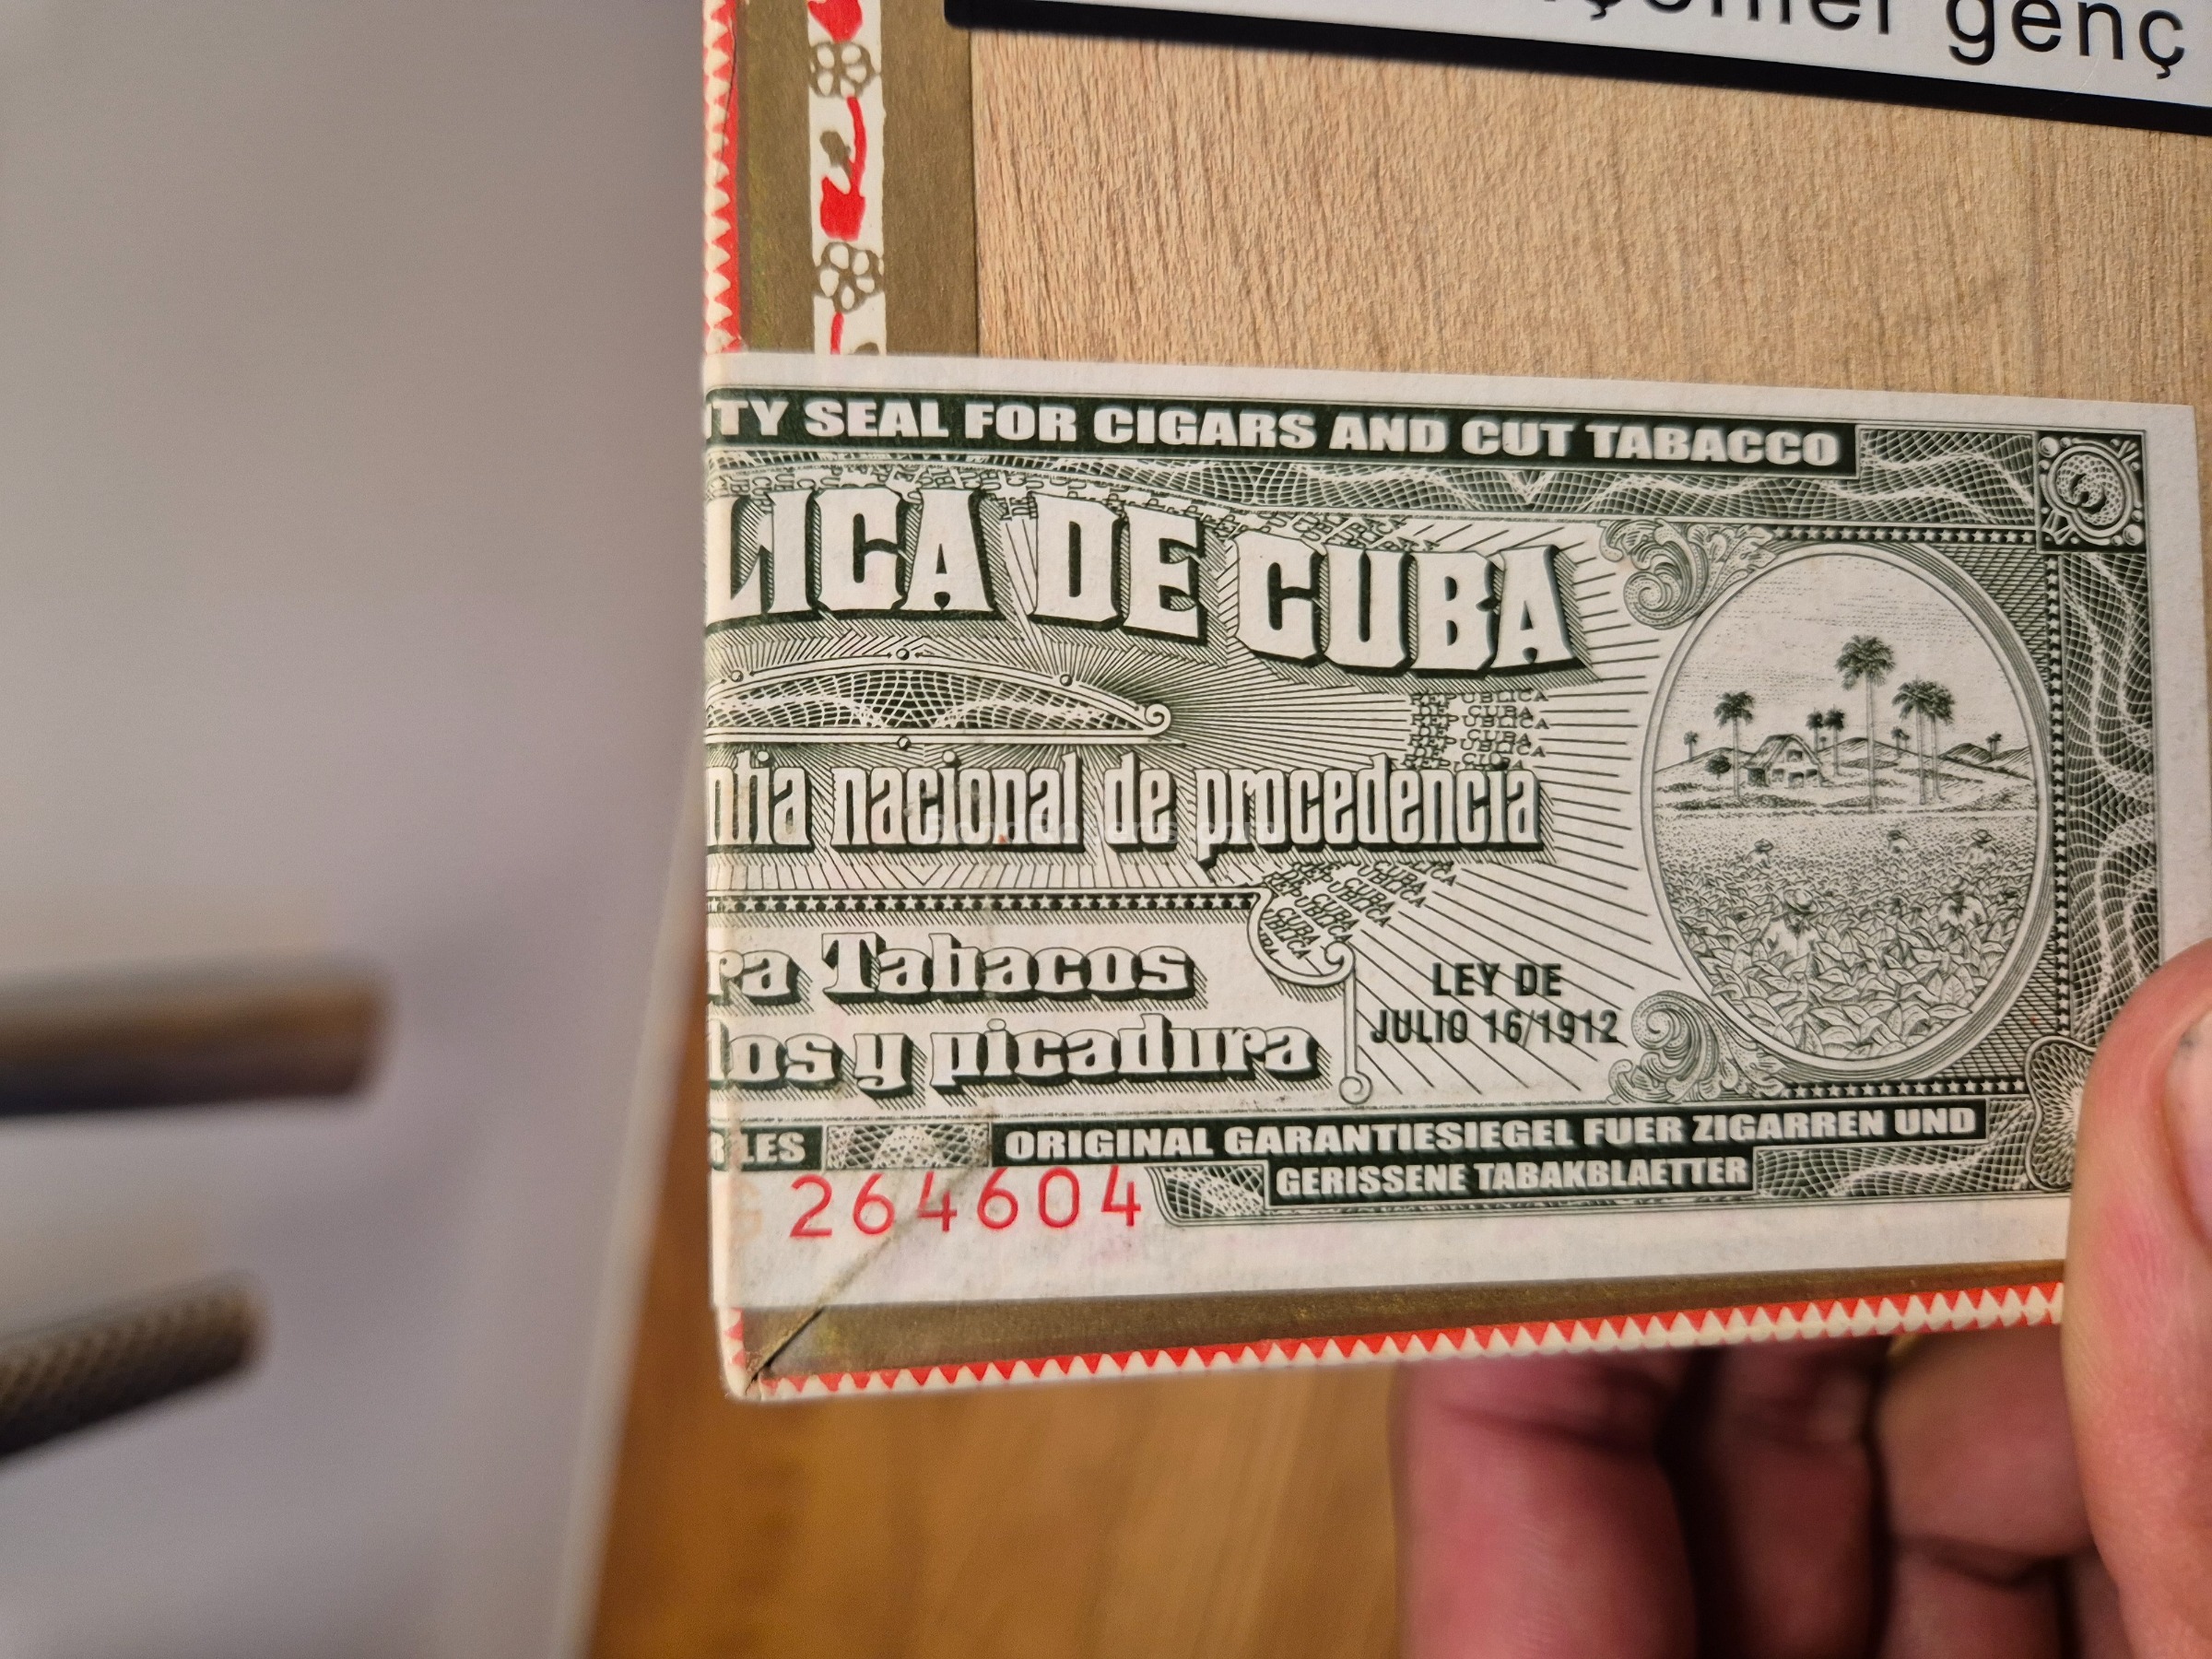 genç
TY SEAL FOR CIGARS AND CUT TABACCO
LICA DE CUBA
REPUBLICA
DE CUBA
REPUBLICA
DE CUBA
REPUBLICA
ntia nacional de procedencia
ra Tabacos
los y picadura
LEY DE
JULIO 16/1912
R LES
ORIGINAL GARANTIESIEGEL FUER ZIGARREN UND
GERISSENE TABAKBLAETTER
264604